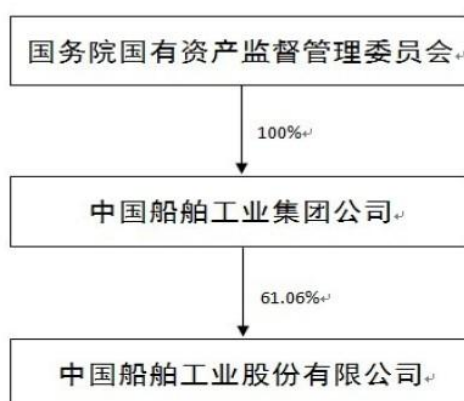 国务院国有资产监督管理委员会
100%
中国船舶工业集团公司
61.06%
中国船舶工业股份有限公司